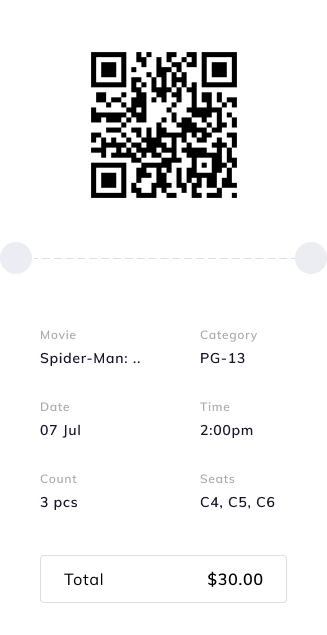 Movie Category
Spider-Man: .. PG-13
Date Time
07 Jul 2:00pm
Count Seats
3 pcs C4, C5, C6
Total $30.00